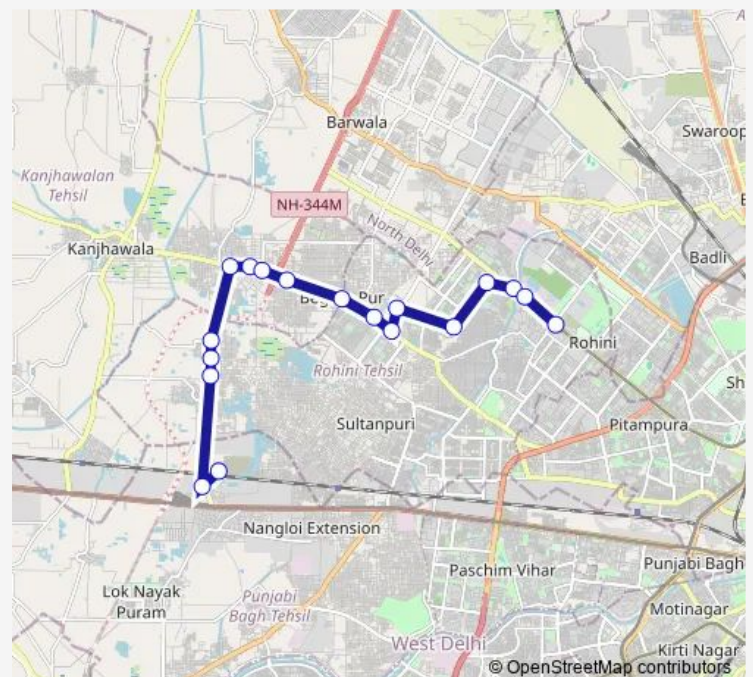 Barwala
Swaroop
Kanjhawalan
Tehsil
NH-344M
North Delhi
Kanjhawala
Badli
Pur
Rohini
Rohini Tehsil
Sultanpuri
Pitampura
Nangloi Extension
Punjabi Bagh
Paschim Vihar
Lok Nayak
Puram
Punjabi
Bagh Tehsil
Motinagar
West Delhi
Kirti Nagar
© OpenStreetMap contributors